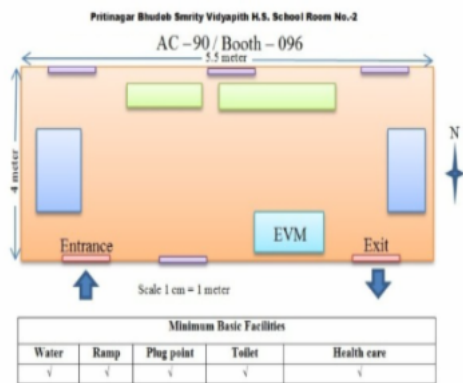 Pritinagar Bhudeb Smrity Vidyapith H.S. School Room No.-2
AC – 90 / Booth – 096
5.5 meter
4 meter
N
EVM
Entrance
Exit
Scale 1 cm = 1 meter
Minimum Basic Facilities
Water Ramp Plug point Toilet Health care
√ √ √ √ √